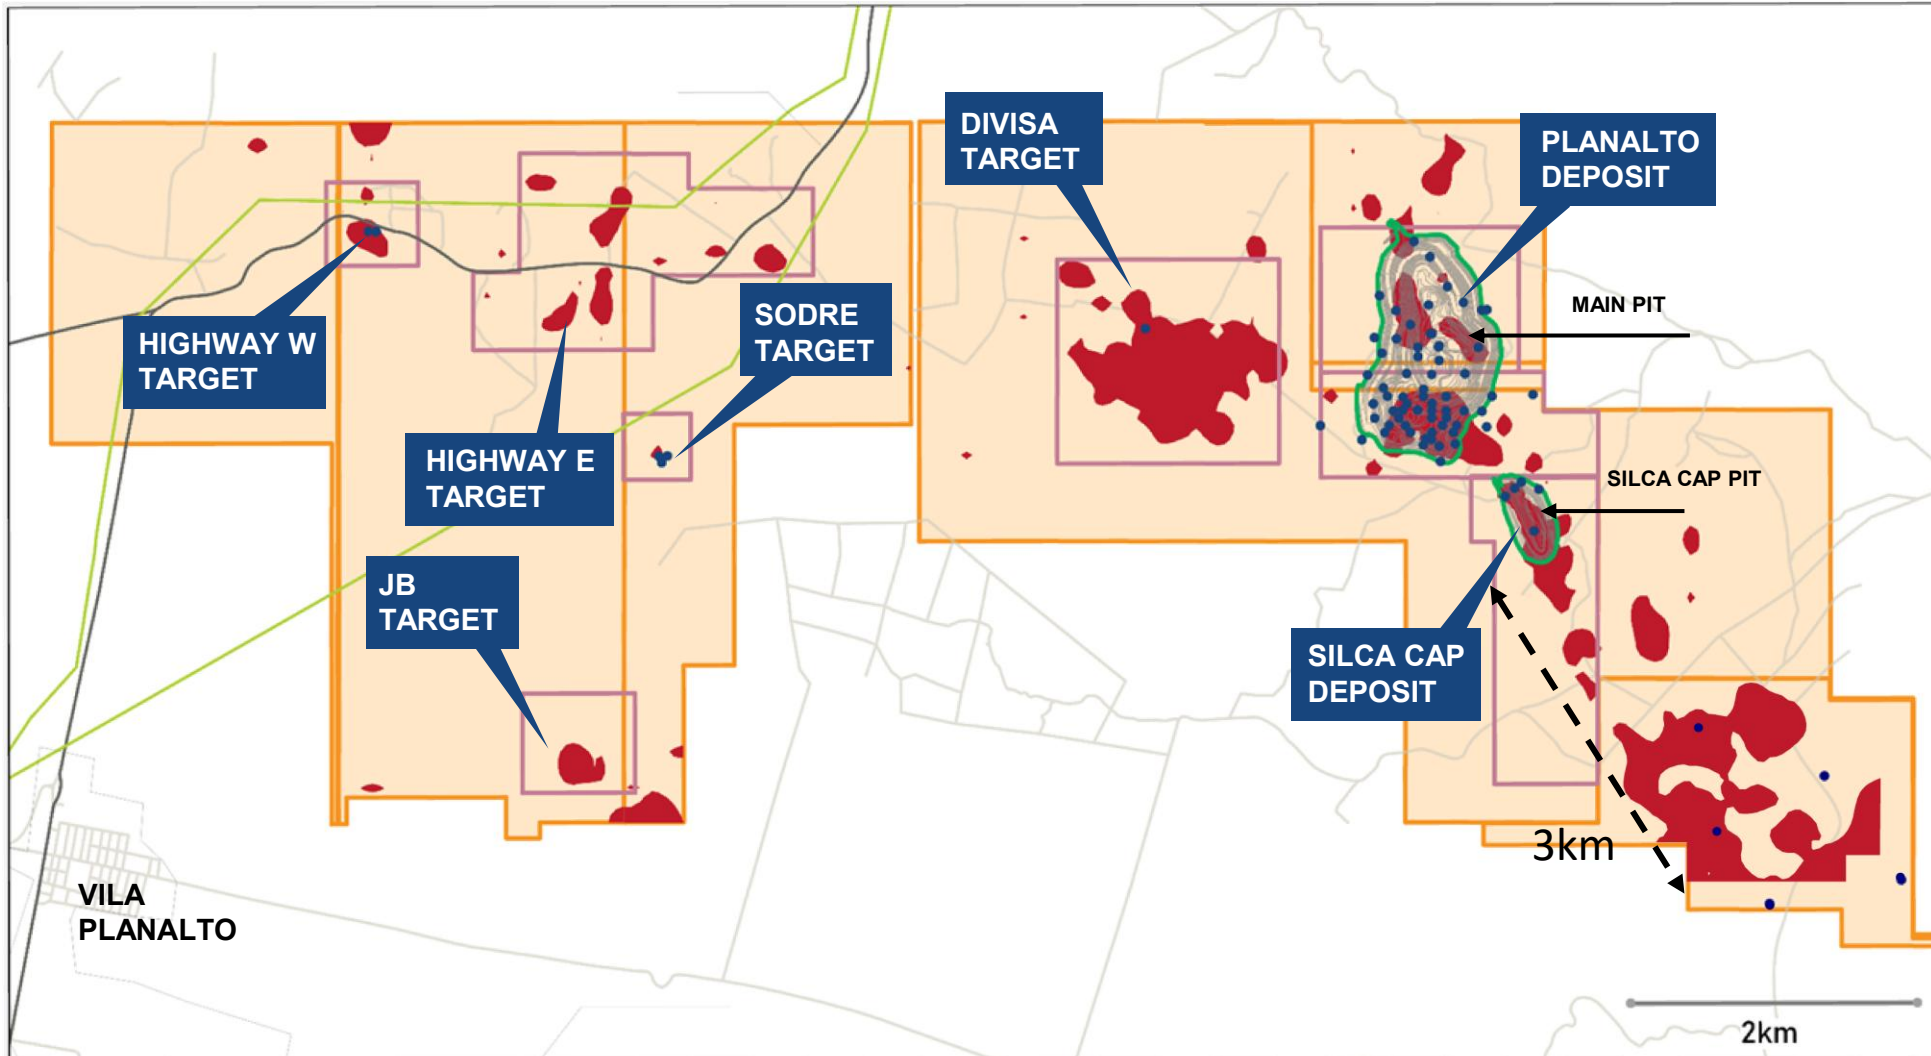 DIVISA
TARGET
PLANALTO
DEPOSIT
MAIN PIT
HIGHWAY W
TARGET
SODRE
TARGET
HIGHWAY E
TARGET
SILCA CAP PIT
JB
TARGET
SILCA CAP
DEPOSIT
3km
VILA
PLANALTO
2km